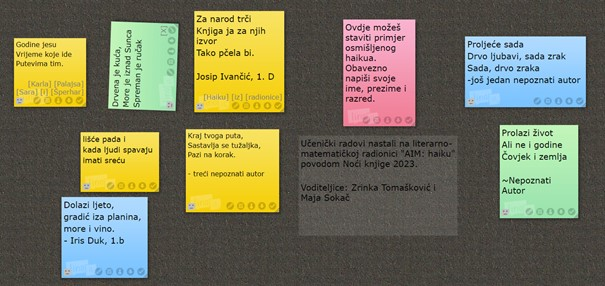 Godine jesu
Vrijeme koje ide
Putevima tim.
[Karla] [Palajsa]
[Sara] [i] [Šperhar]
Drvena je kuća,
More je iznad Sunca
Spreman je ručak
[X]
Za narod trči
Knjiga ja za njih
izvor
Tako pčela bi.
Josip Ivančić, 1. D
[Haiku] [iz] [radionice]
Ovdje možeš
staviti primjer
osmišljenog
haikua.
Obavezno
napiši svoje
ime, prezime i
razred.
Proljeće sada
Drvo ljubavi, sada zrak
Sada, drvo zraka
-još jedan nepoznati autor
lišće pada i
kada ljudi spavaju
imati sreću
Kraj tvoga puta,
Sastavlja se tužaljka,
Pazi na korak.
- treći nepoznati autor
Učenički radovi nastali na literarno-
matematičkoj radionici "AIM: haiku"
povodom Noći knjige 2023.
Voditeljice: Zrinka Tomašković i
Maja Sokač
Prolazi život
Ali ne i godine
Čovjek i zemlja
~Nepoznati
Autor
Dolazi ljeto,
gradić iza planina,
more i vino.
- Iris Duk, 1.b